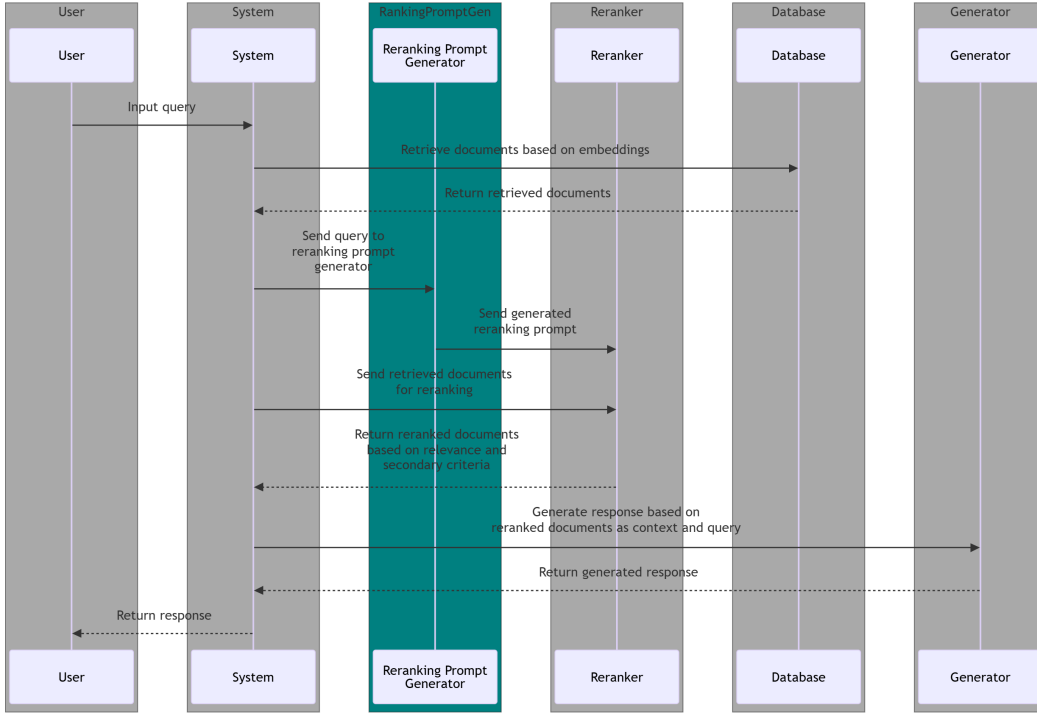 User
System
RankingPromptGen
Reranker
Database
Generator
User
System
Reranking Prompt
Generator
Reranker
Database
Generator
Input query
Retrieve documents based on embeddings
Return retrieved documents
Send query to
reranking prompt
generator
Send generated
reranking prompt
Send retrieved documents
for reranking
Return reranked documents
based on relevance and
secondary criteria
Generate response based on
reranked documents as context and query
Return generated response
Return response
User
System
Reranking Prompt
Generator
Reranker
Database
Generator